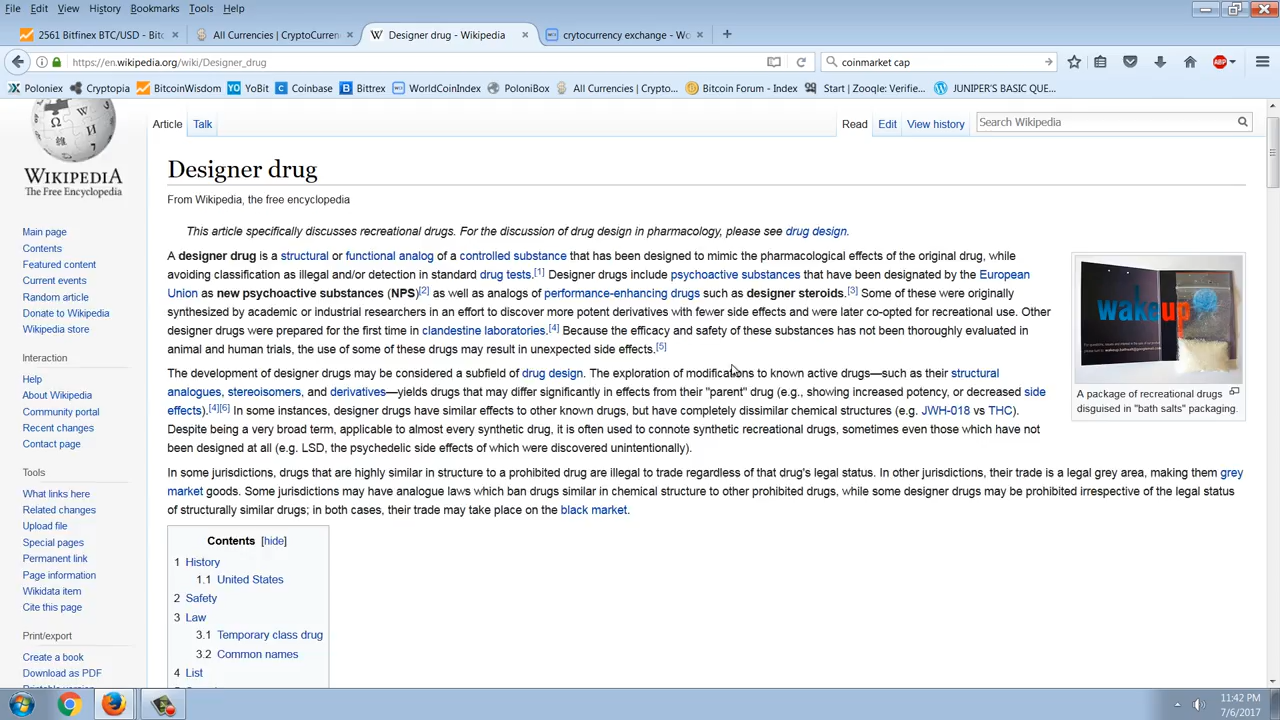 File Edit View History Bookmarks Tools Help
2561 Bitfinex BTC/USD - Bitc × All Currencies | CryptoCurren × Designer drug - Wikipedia × crytocurrency exchange - Wo ×
https://en.wikipedia.org/wiki/Designer_drug coinmarket cap
Poloniex Cryptopia BitcoinWisdom YoBit Coinbase Bittrex WorldCoinIndex PoloniBox All Currencies | Crypto... Bitcoin Forum - Index Start | Zoogle: Verifie... JUNIPER'S BASIC QUE...
Article Talk Read Edit View history Search Wikipedia
WIKIPEDIA
The Free Encyclopedia
Main page
Contents
Featured content
Current events
Random article
Donate to Wikipedia
Wikipedia store
Interaction
Help
About Wikipedia
Community portal
Recent changes
Contact page
Tools
What links here
Related changes
Upload file
Special pages
Permanent link
Page information
Wikidata item
Cite this page
Print/export
Create a book
Download as PDF
Designer drug
From Wikipedia, the free encyclopedia
This article specifically discusses recreational drugs. For the discussion of drug design in pharmacology, please see drug design.
A designer drug is a structural or functional analog of a controlled substance that has been designed to mimic the pharmacological effects of the original drug, while
avoiding classification as illegal and/or detection in standard drug tests.[1] Designer drugs include psychoactive substances that have been designated by the European
Union as new psychoactive substances (NPS)[2] as well as analogs of performance-enhancing drugs such as designer steroids.[3] Some of these were originally
synthesized by academic or industrial researchers in an effort to discover more potent derivatives with fewer side effects and were later co-opted for recreational use. Other
designer drugs were prepared for the first time in clandestine laboratories.[4] Because the efficacy and safety of these substances has not been thoroughly evaluated in
animal and human trials, the use of some of these drugs may result in unexpected side effects.[5]
The development of designer drugs may be considered a subfield of drug design. The exploration of modifications to known active drugs—such as their structural
analogues, stereoisomers, and derivatives—yields drugs that may differ significantly in effects from their "parent" drug (e.g., showing increased potency, or decreased side
effects).[4][6] In some instances, designer drugs have similar effects to other known drugs, but have completely dissimilar chemical structures (e.g. JWH-018 vs THC).
Despite being a very broad term, applicable to almost every synthetic drug, it is often used to connote synthetic recreational drugs, sometimes even those which have not
been designed at all (e.g. LSD, the psychedelic side effects of which were discovered unintentionally).
In some jurisdictions, drugs that are highly similar in structure to a prohibited drug are illegal to trade regardless of that drug's legal status. In other jurisdictions, their trade is a legal grey area, making them grey
market goods. Some jurisdictions may have analogue laws which ban drugs similar in chemical structure to other prohibited drugs, while some designer drugs may be prohibited irrespective of the legal status
of structurally similar drugs; in both cases, their trade may take place on the black market.
wakeup
A package of recreational drugs
disguised in "bath salts" packaging.
Contents [hide]
1 History
1.1 United States
2 Safety
3 Law
3.1 Temporary class drug
3.2 Common names
4 List
11:42 PM
7/6/2017